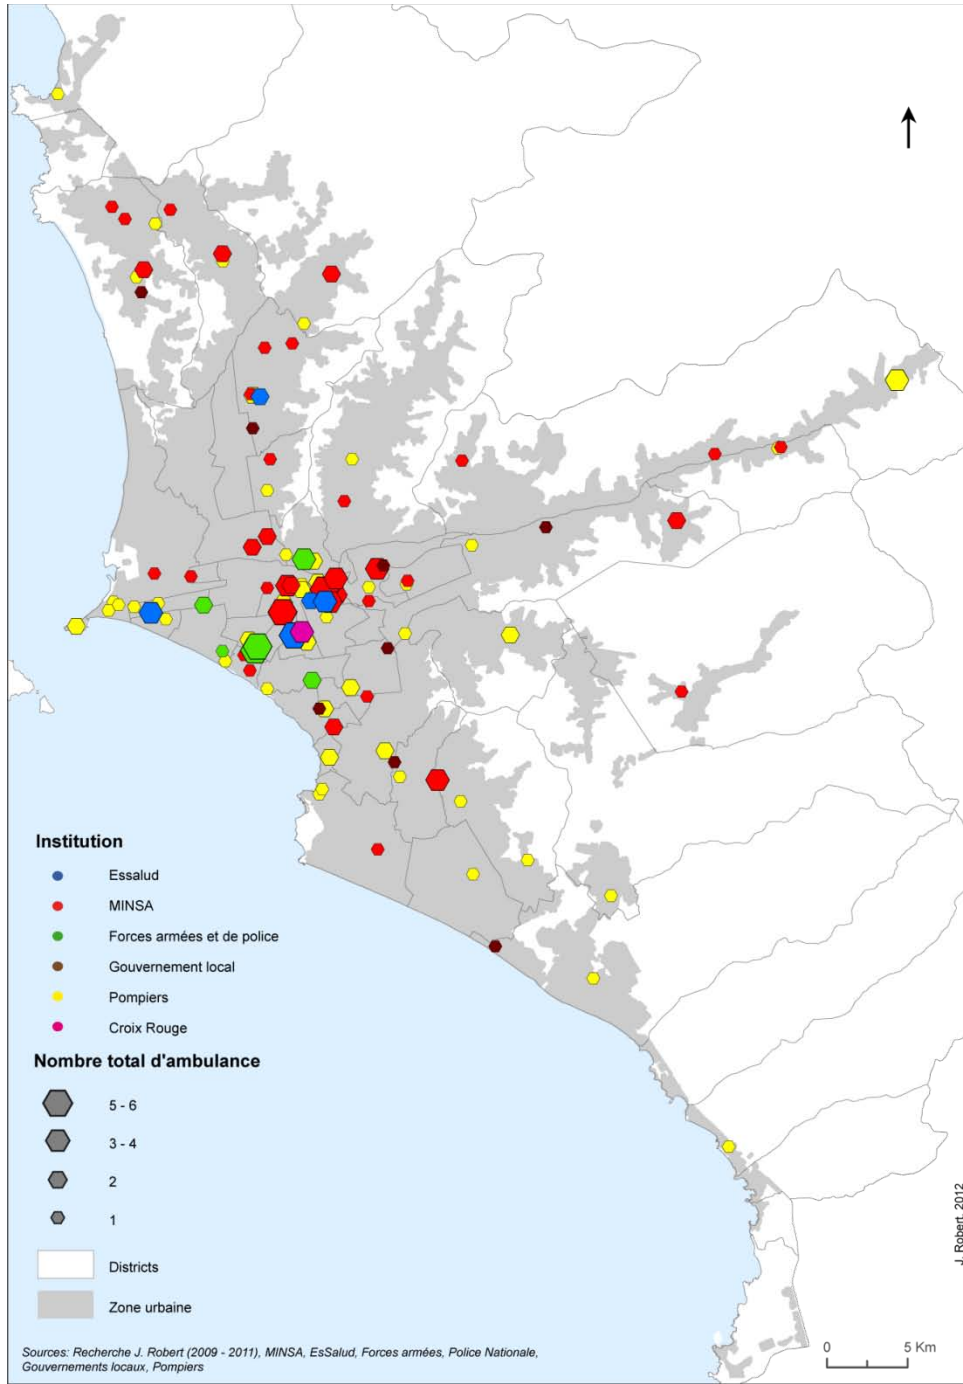 Institution
Essalud
MINSA
Forces armées et de police
Gouvernement local
Pompiers
Croix Rouge
Nombre total d'ambulance
5 - 6
3 - 4
2
1
Districts
Zone urbaine
Sources: Recherche J. Robert (2009 - 2011), MINSA, EsSalud, Forces armées, Police Nationale,
Gouvernements locaux, Pompiers
0 5 Km
J. Robert, 2012